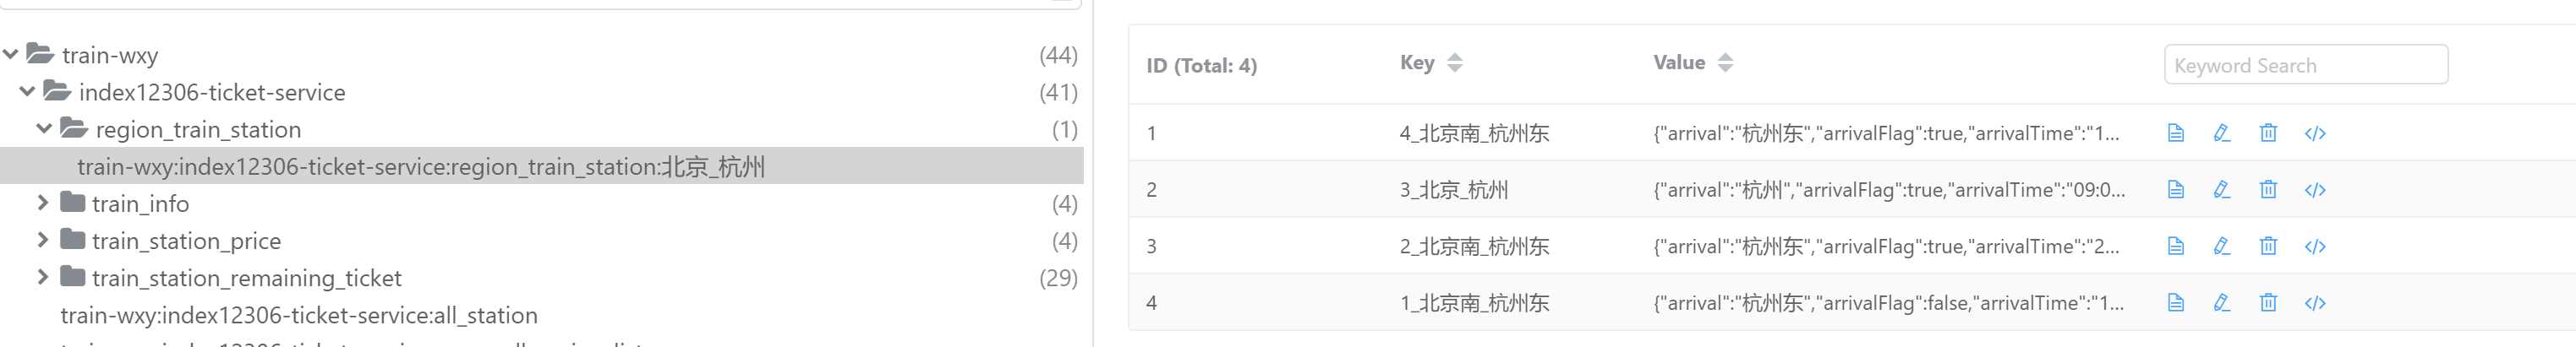 train-wxy (44)
index12306-ticket-service (41)
region_train_station (1)
train-wxy:index12306-ticket-service:region_train_station:北京_杭州
train_info (4)
train_station_price (4)
train_station_remaining_ticket (29)
train-wxy:index12306-ticket-service:all_station
ID (Total: 4) Key Value Keyword Search
1 4_北京南_杭州东 {"arrival":"杭州东","arrivalFlag":true,"arrivalTime":"1...
2 3_北京_杭州 {"arrival":"杭州","arrivalFlag":true,"arrivalTime":"09:0...
3 2_北京南_杭州东 {"arrival":"杭州东","arrivalFlag":true,"arrivalTime":"2...
4 1_北京南_杭州东 {"arrival":"杭州东","arrivalFlag":false,"arrivalTime":"1...